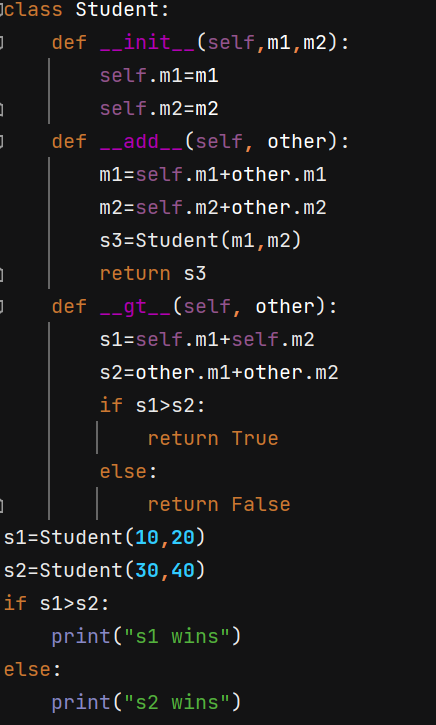 class Student:
    def __init__(self,m1,m2):
        self.m1=m1
        self.m2=m2
    def __add__(self, other):
        m1=self.m1+other.m1
        m2=self.m2+other.m2
        s3=Student(m1,m2)
        return s3
    def __gt__(self, other):
        s1=self.m1+self.m2
        s2=other.m1+other.m2
        if s1>s2:
            return True
        else:
            return False
s1=Student(10,20)
s2=Student(30,40)
if s1>s2:
    print("s1 wins")
else:
    print("s2 wins")